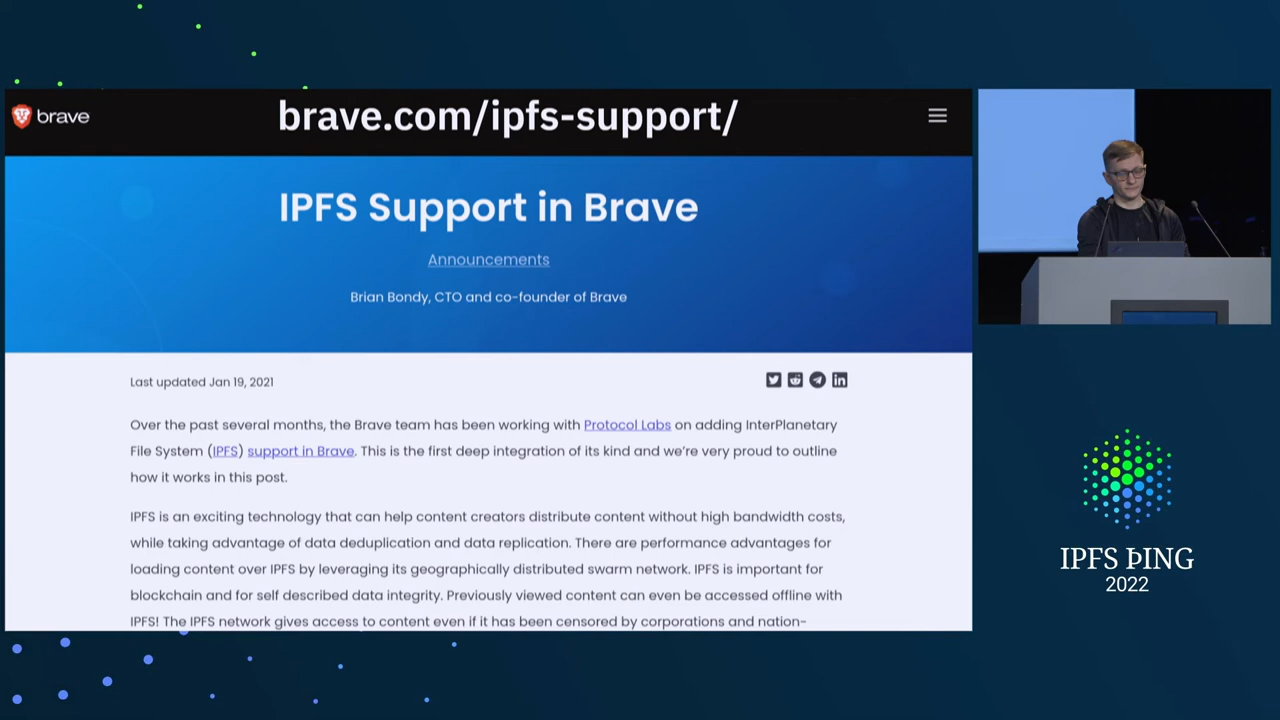 brave
brave.com/ipfs-support/
IPFS Support in Brave
Announcements
Brian Bondy, CTO and co-founder of Brave
Last updated Jan 19, 2021
Over the past several months, the Brave team has been working with Protocol Labs on adding InterPlanetary
File System (IPFS) support in Brave. This is the first deep integration of its kind and we’re very proud to outline
how it works in this post.
IPFS is an exciting technology that can help content creators distribute content without high bandwidth costs,
while taking advantage of data deduplication and data replication. There are performance advantages for
loading content over IPFS by leveraging its geographically distributed swarm network. IPFS is important for
blockchain and for self described data integrity. Previously viewed content can even be accessed offline with
IPFS! The IPFS network gives access to content even if it has been censored by corporations and nation-
IPFS ÞING
2022